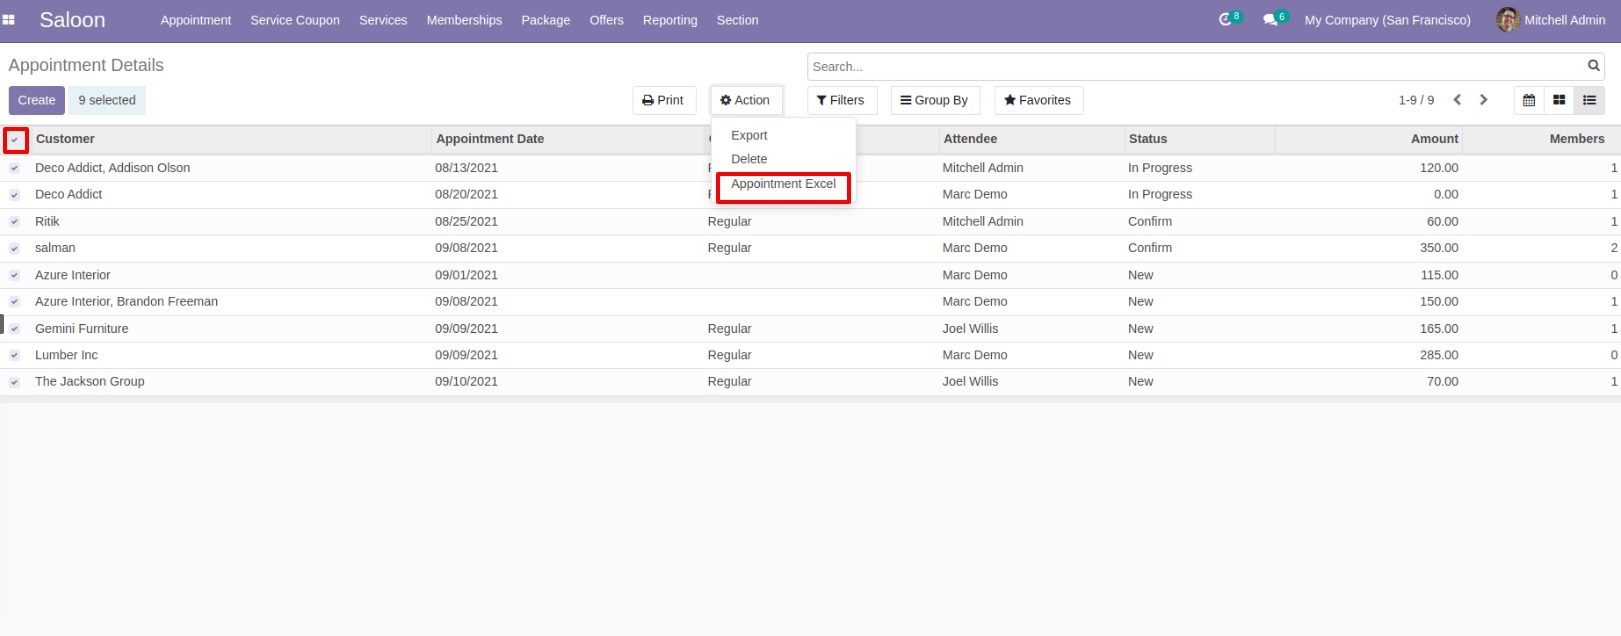 Saloon Appointment Service Coupon Services Memberships Package Offers Reporting Section 8 6 My Company (San Francisco) Mitchell Admin
Appointment Details Search...
Create 9 selected Print Action Filters Group By Favorites 1-9 / 9
Export
Delete
Appointment Excel
Customer Appointment Date Attendee Status Amount Members
Deco Addict, Addison Olson 08/13/2021 Mitchell Admin In Progress 120.00 1
Deco Addict 08/20/2021 Marc Demo In Progress 0.00 1
Ritik 08/25/2021 Regular Mitchell Admin Confirm 60.00 1
salman 09/08/2021 Regular Marc Demo Confirm 350.00 2
Azure Interior 09/01/2021 Marc Demo New 115.00 0
Azure Interior, Brandon Freeman 09/08/2021 Marc Demo New 150.00 1
Gemini Furniture 09/09/2021 Regular Joel Willis New 165.00 1
Lumber Inc 09/09/2021 Regular Marc Demo New 285.00 0
The Jackson Group 09/10/2021 Regular Joel Willis New 70.00 1